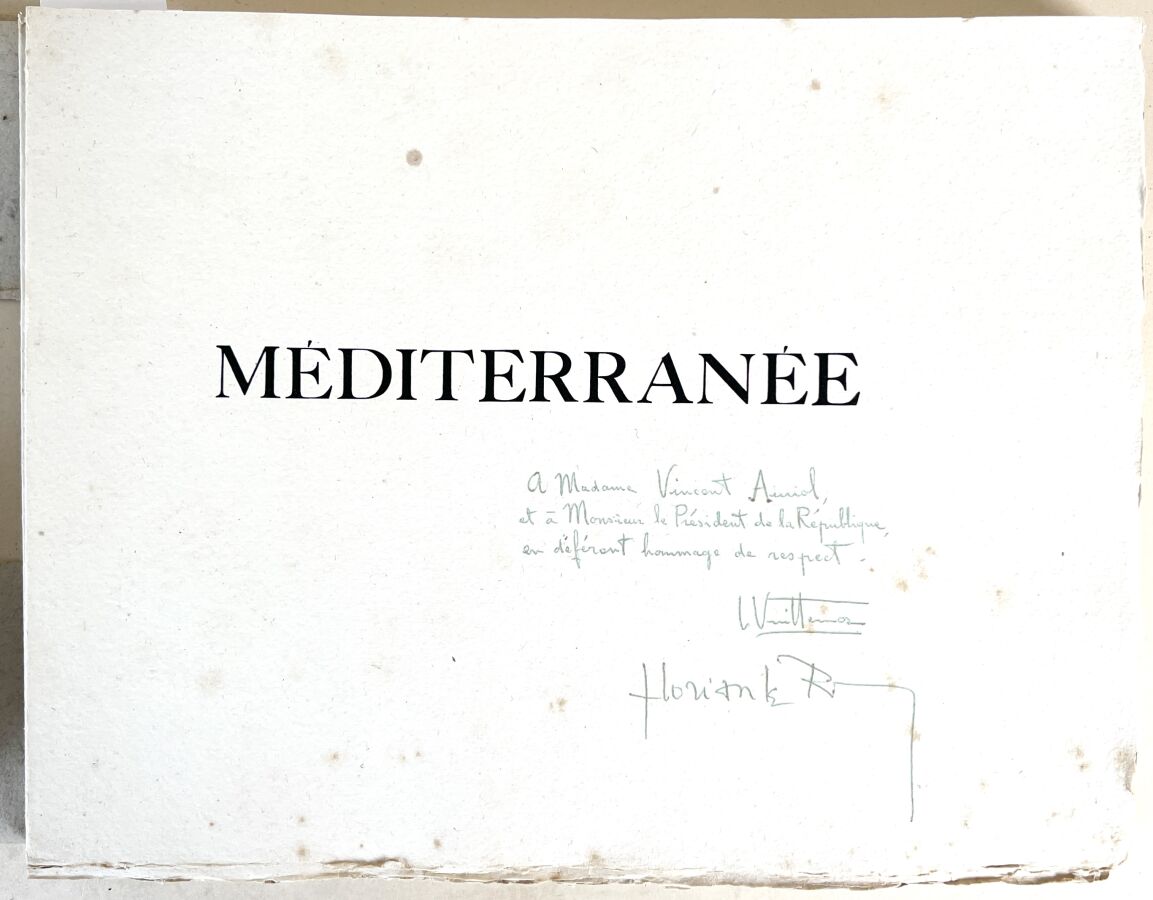 MÉDITERRANÉE
A Madame Vincent Auriol,
et à Monsieur le Président de la République,
en déférent hommage de respect.